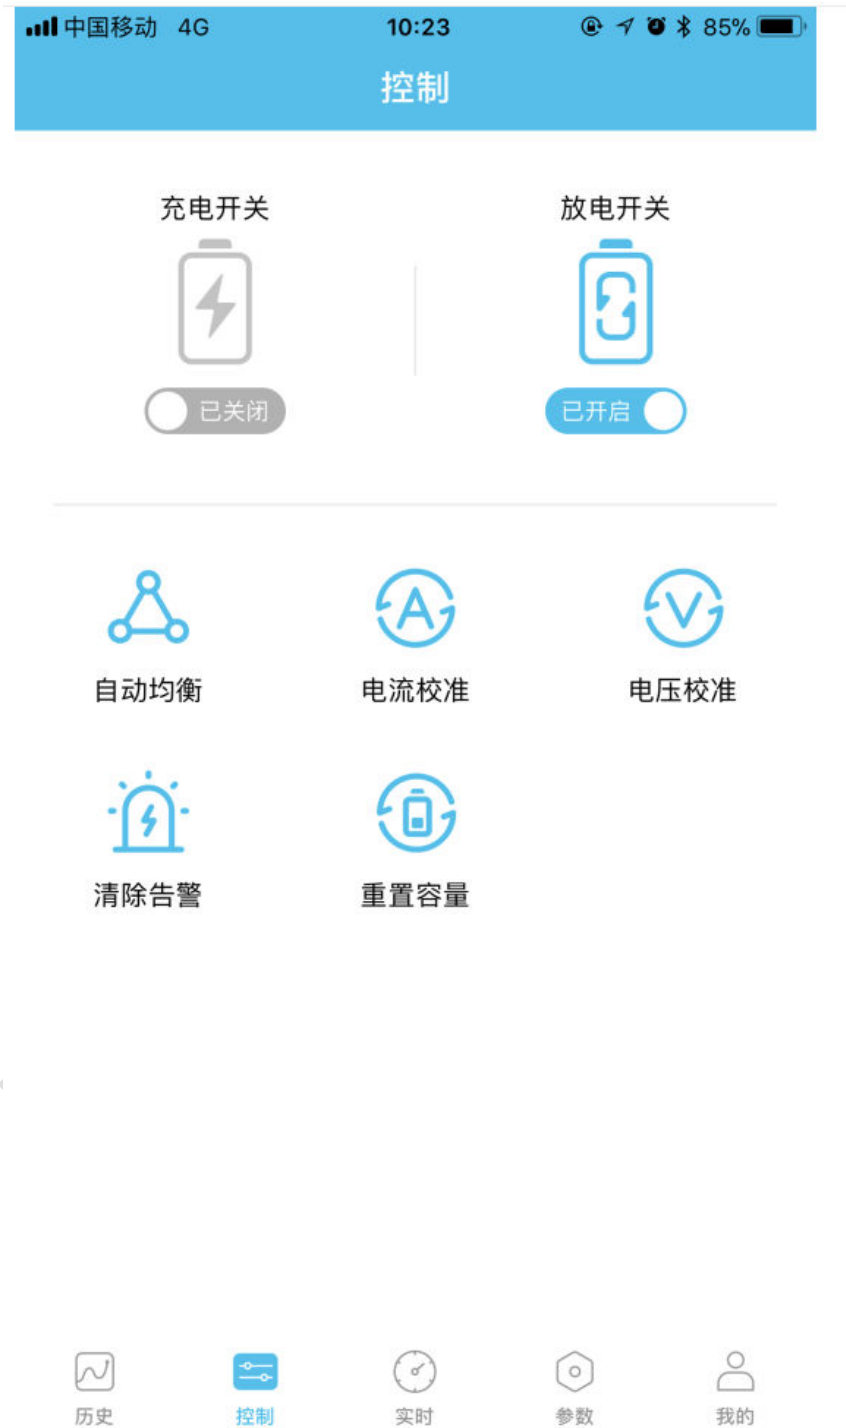 中国移动 4G 10:23 85%
控制
充电开关 放电开关
已关闭 已开启
A V
自动均衡 电流校准 电压校准
清除告警 重置容量
历史 控制 实时 参数 我的